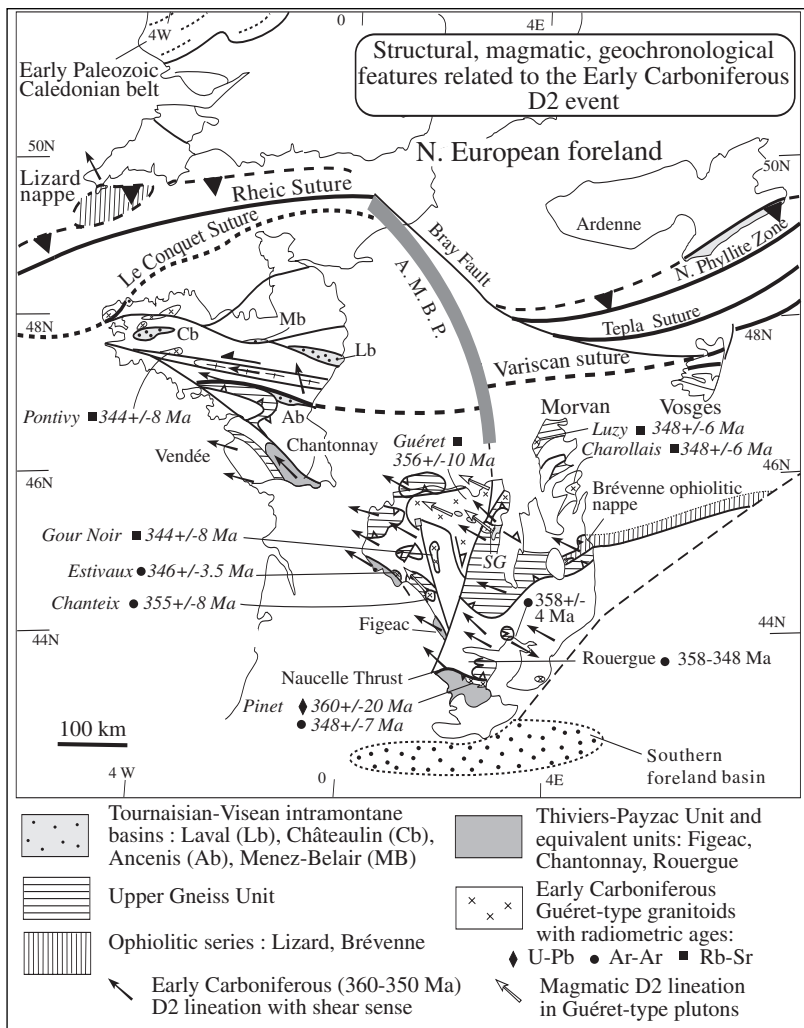 0
4W
4E
Structural, magmatic, geochronological
features related to the Early Carboniferous
D2 event
Early Paleozoic
Caledonian belt
50N
50N
N. European foreland
Lizard
nappe
Rheic Suture
Ardenne
Le Conquet Suture
Bray Fault
N. Phyllite Zone
A. M. B. P.
48N
48N
Tepla Suture
Mb
Cb
Lb
Variscan suture
Ab
Pontivy ■344+/-8 Ma
Chantonnay
Vendée
Guéret ■
356+/-10 Ma
Morvan
Vosges
Luzy ■ 348+/-6 Ma
Charollais ■348+/-6 Ma
46N
46N
Brévenne ophiolitic
nappe
Gour Noir ■ 344+/-8 Ma
SG
Estivaux ●346+/-3.5 Ma
Chanteix ● 355+/-8 Ma
●358+/-
4 Ma
44N
44N
Figeac
Rouergue ● 358-348 Ma
Naucelle Thrust
Pinet ♦ 360+/-20 Ma
● 348+/-7 Ma
100 km
Southern
foreland basin
4 W
0
4E
Tournaisian-Visean intramontane
basins : Laval (Lb), Châteaulin (Cb),
Ancenis (Ab), Menez-Belair (MB)
Upper Gneiss Unit
Ophiolitic series : Lizard, Brévenne
Early Carboniferous (360-350 Ma)
D2 lineation with shear sense
Thiviers-Payzac Unit and
equivalent units: Figeac,
Chantonnay, Rouergue
Early Carboniferous
Guéret-type granitoids
with radiometric ages:
♦ U-Pb ● Ar-Ar ■ Rb-Sr
Magmatic D2 lineation
in Guéret-type plutons